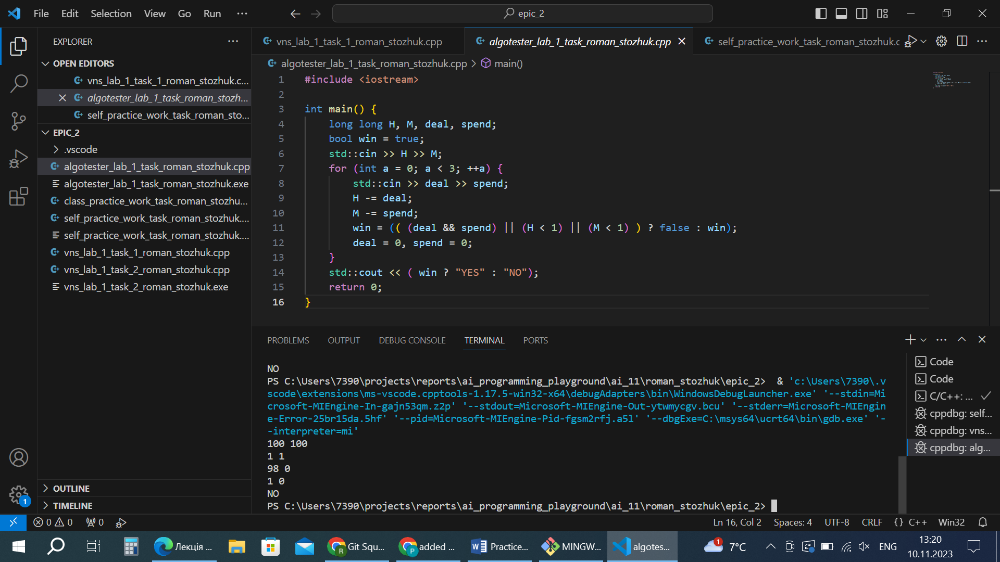 File Edit Selection View Go Run ···
epic_2
EXPLORER
OPEN EDITORS
vns_lab_1_task_1_roman_stozhuk.c...
algotester_lab_1_task_roman_stozh...
self_practice_work_task_roman_sto...
EPIC_2
.vscode
algotester_lab_1_task_roman_stozhuk.cpp
algotester_lab_1_task_roman_stozhuk.exe
class_practice_work_task_roman_stozhu...
self_practice_work_task_roman_stozhuk....
self_practice_work_task_roman_stozhuk....
vns_lab_1_task_1_roman_stozhuk.cpp
vns_lab_1_task_2_roman_stozhuk.cpp
vns_lab_1_task_2_roman_stozhuk.exe
OUTLINE
TIMELINE
vns_lab_1_task_1_roman_stozhuk.cpp
algotester_lab_1_task_roman_stozhuk.cpp
self_practice_work_task_roman_stozhuk.c
algotester_lab_1_task_roman_stozhuk.cpp > main()
1 #include <iostream>
2
3 int main() {
4 long long H, M, deal, spend;
5 bool win = true;
6 std::cin >> H >> M;
7 for (int a = 0; a < 3; ++a) {
8 std::cin >> deal >> spend;
9 H -= deal;
10 M -= spend;
11 win = (( (deal && spend) || (H < 1) || (M < 1) ) ? false : win);
12 deal = 0, spend = 0;
13 }
14 std::cout << ( win ? "YES" : "NO");
15 return 0;
16 }
PROBLEMS OUTPUT DEBUG CONSOLE TERMINAL PORTS
NO
PS C:\Users\7390\projects\reports\ai_programming_playground\ai_11\roman_stozhuk\epic_2> & 'c:\Users\7390\.v
scode\extensions\ms-vscode.cpptools-1.17.5-win32-x64\debugAdapters\bin\WindowsDebugLauncher.exe' '--stdin=Mi
crosoft-MIEngine-In-gajn53qm.z2p' '--stdout=Microsoft-MIEngine-Out-ytwmycgv.bcu' '--stderr=Microsoft-MIEngin
e-Error-25br15da.5hf' '--pid=Microsoft-MIEngine-Pid-fgsm2rfj.a5l' '--dbgExe=C:\msys64\ucrt64\bin\gdb.exe' '-
-interpreter=mi'
100 100
1 1
98 0
1 0
NO
PS C:\Users\7390\projects\reports\ai_programming_playground\ai_11\roman_stozhuk\epic_2>
Code
Code
C/C++: ...
cppdbg: self...
cppdbg: vns...
cppdbg: alg...
1
0 0 0
Ln 16, Col 2 Spaces: 4 UTF-8 CRLF {} C++ Win32
Лекція ... Git Squ... added ... Practice... MINGW... algotes...
1 7°C ENG
13:20
10.11.2023